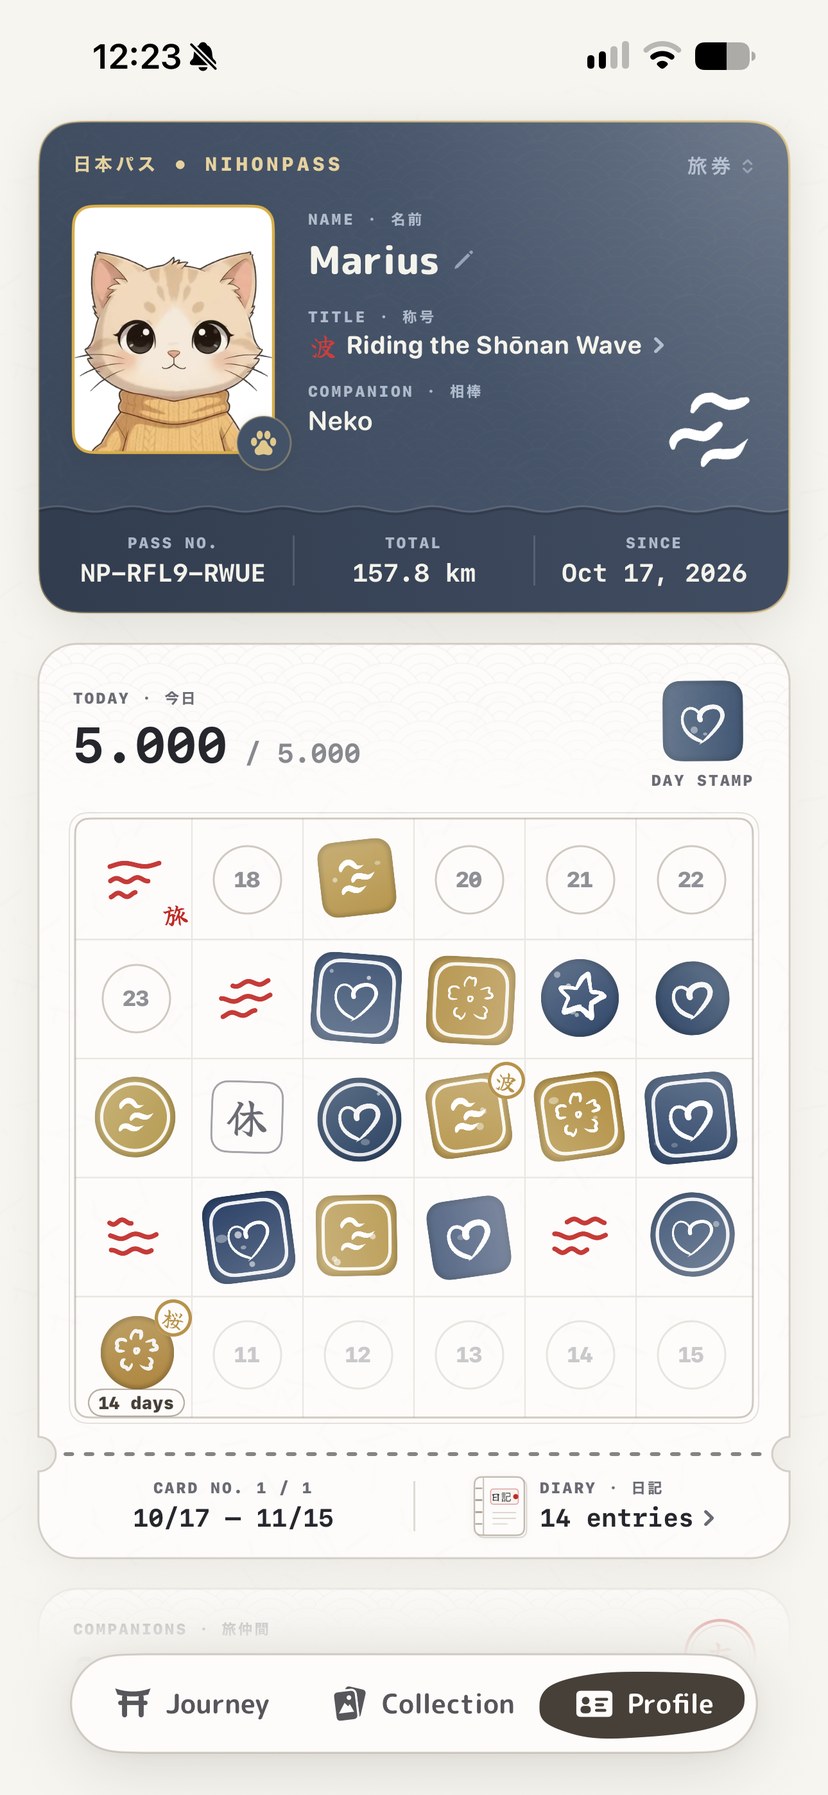 12:23
日本パス • NIHONPASS
旅券
NAME · 名前
Marius
TITLE · 称号
波 Riding the Shōnan Wave
COMPANION · 相棒
Neko
PASS NO.
NP-RFL9-RWUE
TOTAL
157.8 km
SINCE
Oct 17, 2026
TODAY · 今日
5.000 / 5.000
DAY STAMP
旅
18
20
21
22
23
休
波
桜
14 days
11
12
13
14
15
CARD NO. 1 / 1
10/17 – 11/15
日記
DIARY · 日記
14 entries
COMPANIONS · 旅仲間
Journey
Collection
Profile